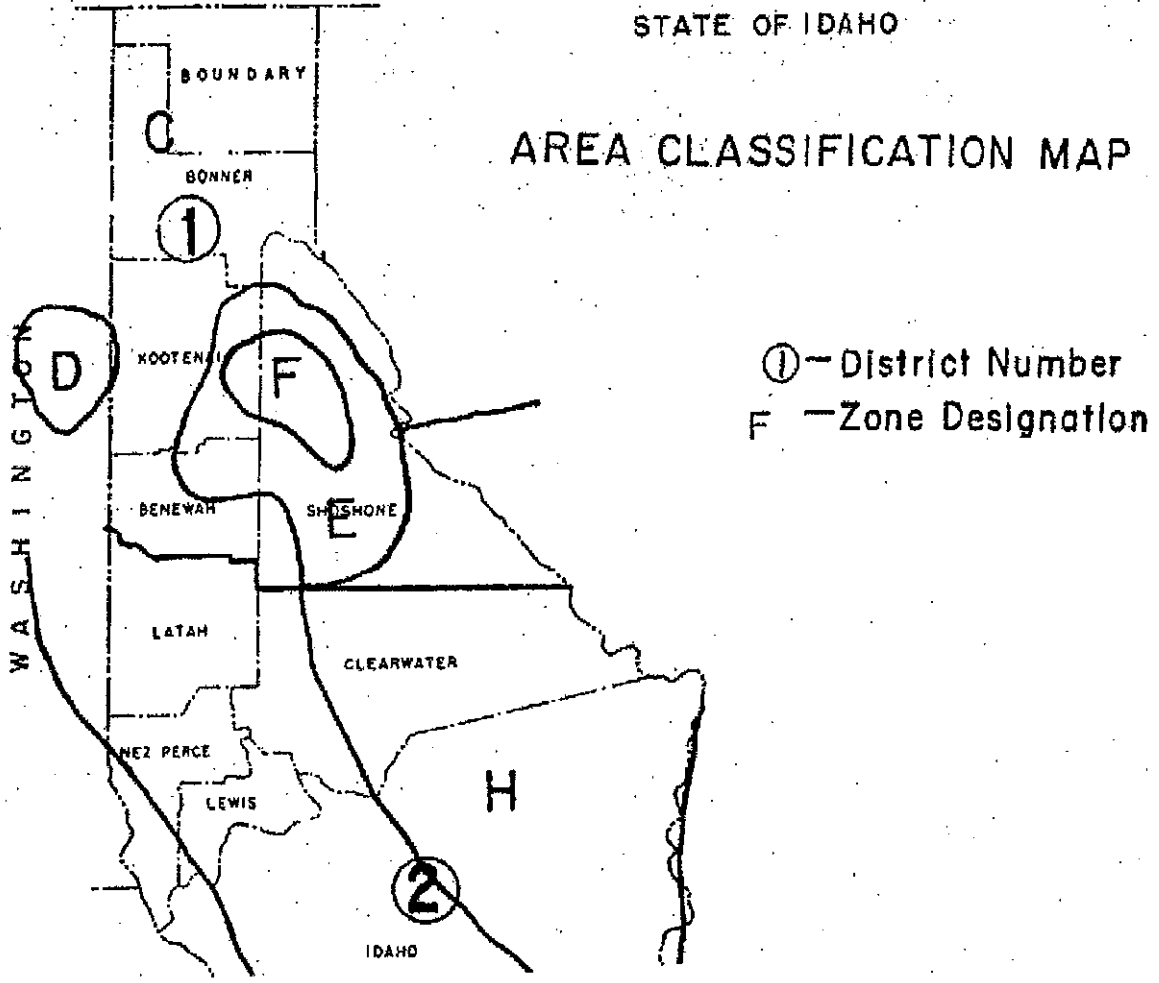 STATE OF IDAHO
AREA CLASSIFICATION MAP
BOUNDARY
C
BONNER
1
WASHINGTON
D
KOOTENAI
F
① — District Number
F — Zone Designation
BENEWAH
SHOSHONE
E
LATAH
CLEARWATER
NEZ PERCE
LEWIS
H
2
IDAHO